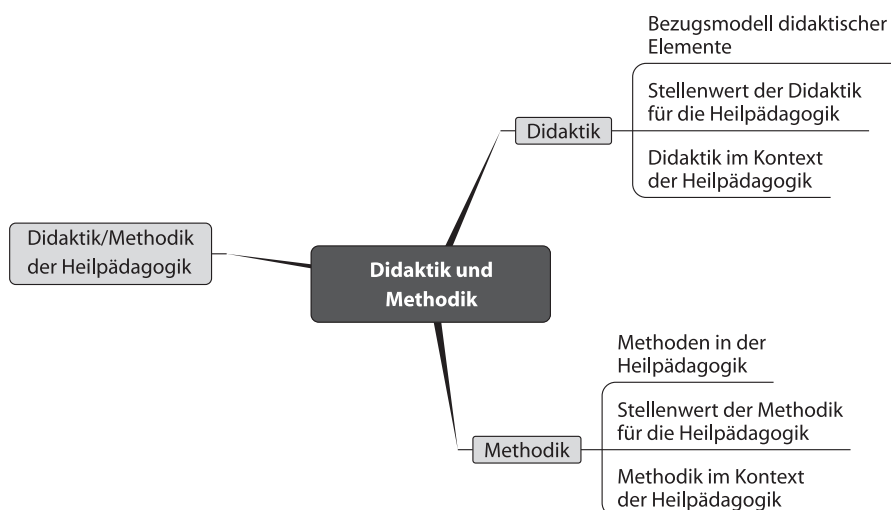 Bezugsmodell didaktischer
Elemente
Stellenwert der Didaktik
für die Heilpädagogik
Didaktik
Didaktik im Kontext
der Heilpädagogik
Didaktik/Methodik
der Heilpädagogik
Didaktik und
Methodik
Methoden in der
Heilpädagogik
Stellenwert der Methodik
für die Heilpädagogik
Methodik
Methodik im Kontext
der Heilpädagogik